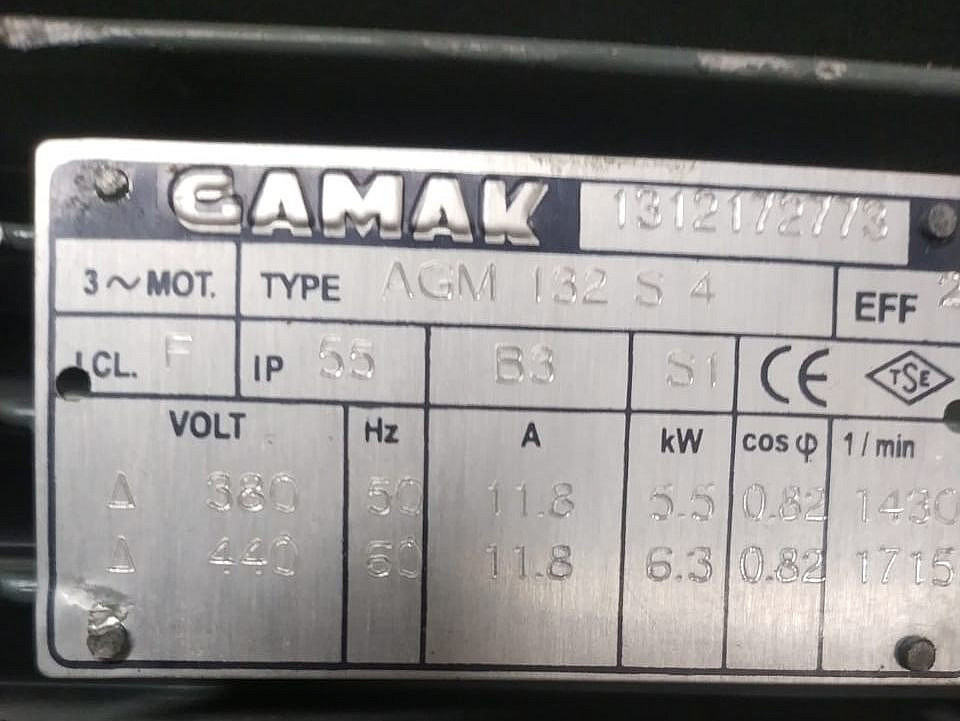 GAMAK 1312172773
3~MOT. TYPE AGM 132 S 4 EFF 2
I.CL. F IP 55 B3 S1 CE TSE
VOLT Hz A kW cos φ 1/min
Δ 380 50 11.8 5.5 0.82 1430
Δ 440 60 11.8 6.3 0.82 1715